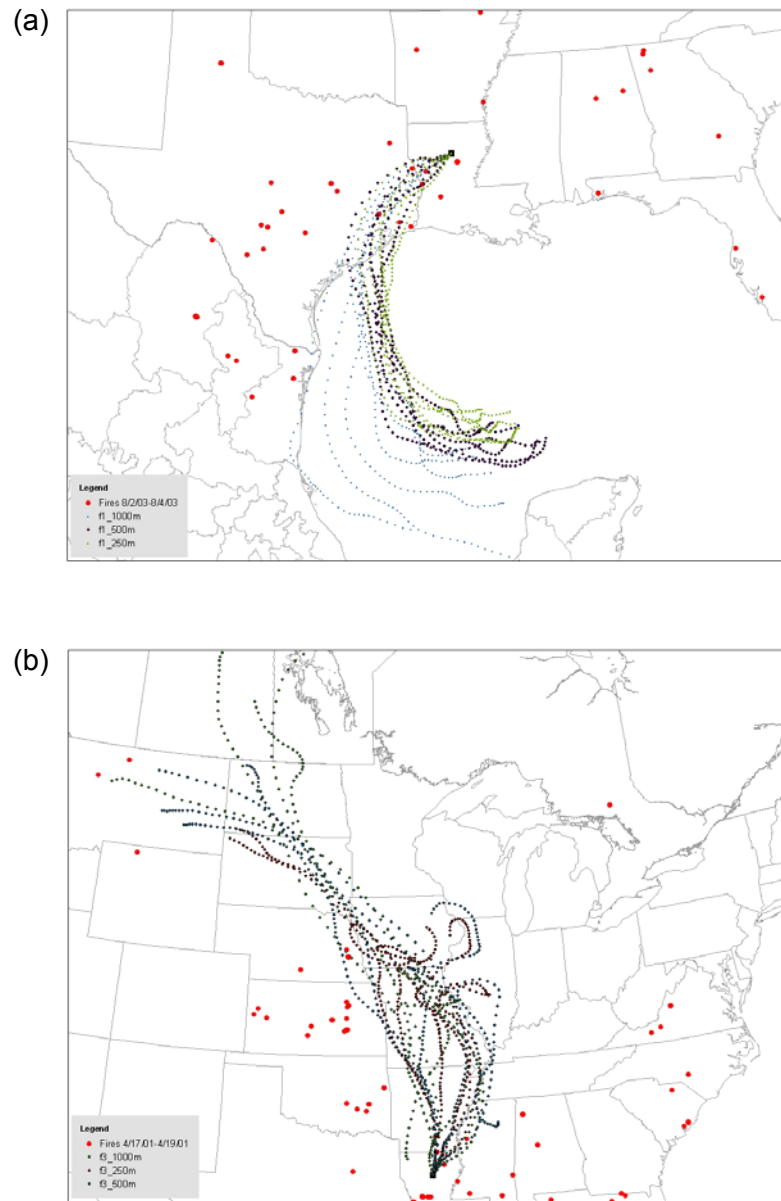 (a)
Legend
Fires 8/2/03-8/4/03
f1_1000m
f1_500m
f1_250m
(b)
Legend
Fires 4/17/01-4/19/01
f3_1000m
f3_250m
f3_500m